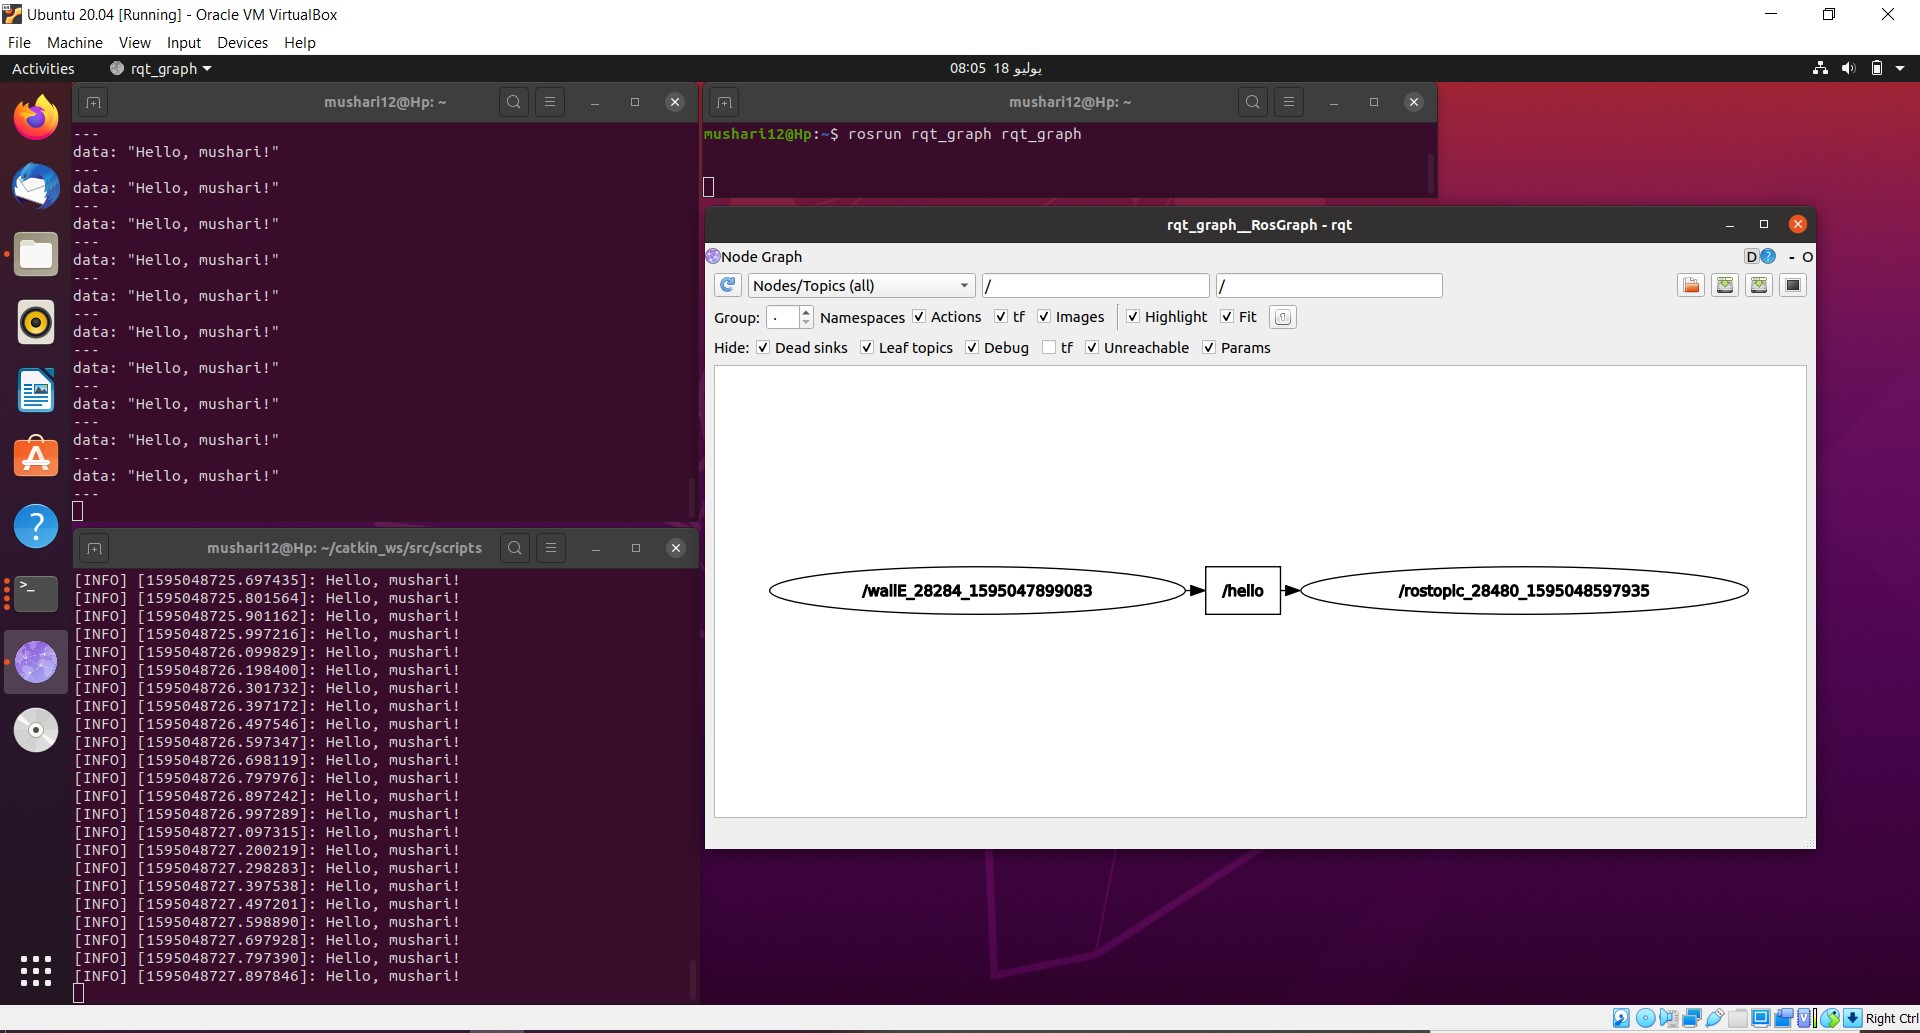 Ubuntu 20.04 [Running] - Oracle VM VirtualBox
File Machine View Input Devices Help
Activities rqt_graph 08:05 18 يوليو
mushari12@Hp: ~
---
data: "Hello, mushari!"
---
data: "Hello, mushari!"
---
data: "Hello, mushari!"
---
data: "Hello, mushari!"
---
data: "Hello, mushari!"
---
data: "Hello, mushari!"
---
data: "Hello, mushari!"
---
data: "Hello, mushari!"
---
data: "Hello, mushari!"
---
data: "Hello, mushari!"
---
mushari12@Hp: ~/catkin_ws/src/scripts
[INFO] [1595048725.697435]: Hello, mushari!
[INFO] [1595048725.801564]: Hello, mushari!
[INFO] [1595048725.901162]: Hello, mushari!
[INFO] [1595048725.997216]: Hello, mushari!
[INFO] [1595048726.099829]: Hello, mushari!
[INFO] [1595048726.198400]: Hello, mushari!
[INFO] [1595048726.301732]: Hello, mushari!
[INFO] [1595048726.397172]: Hello, mushari!
[INFO] [1595048726.497546]: Hello, mushari!
[INFO] [1595048726.597347]: Hello, mushari!
[INFO] [1595048726.698119]: Hello, mushari!
[INFO] [1595048726.797976]: Hello, mushari!
[INFO] [1595048726.897242]: Hello, mushari!
[INFO] [1595048726.997289]: Hello, mushari!
[INFO] [1595048727.097315]: Hello, mushari!
[INFO] [1595048727.200219]: Hello, mushari!
[INFO] [1595048727.298283]: Hello, mushari!
[INFO] [1595048727.397538]: Hello, mushari!
[INFO] [1595048727.497201]: Hello, mushari!
[INFO] [1595048727.598890]: Hello, mushari!
[INFO] [1595048727.697928]: Hello, mushari!
[INFO] [1595048727.797390]: Hello, mushari!
[INFO] [1595048727.897846]: Hello, mushari!
mushari12@Hp: ~
mushari12@Hp:~$ rosrun rqt_graph rqt_graph
rqt_graph__RosGraph - rqt
Node Graph D ? - O
Nodes/Topics (all) / /
Group: Namespaces Actions tf Images Highlight Fit
Hide: Dead sinks Leaf topics Debug tf Unreachable Params
/wallE_28284_1595047899083 /hello /rostopic_28480_1595048597935
Right Ctrl